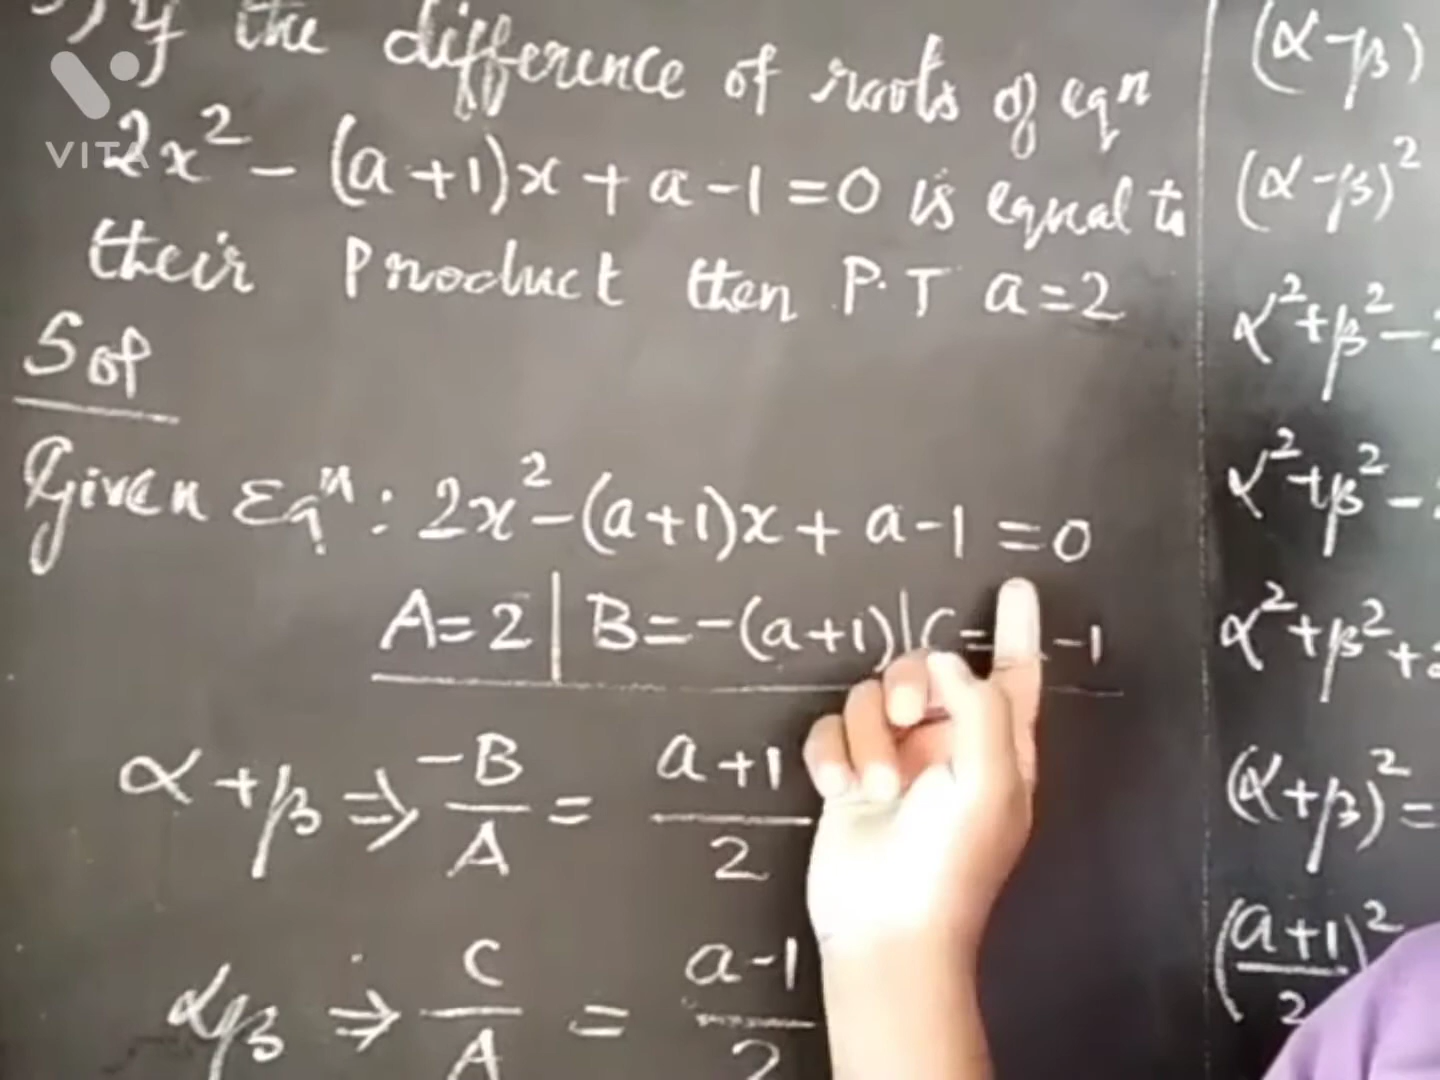 If the difference of roots of eqn
2x² - (a+1)x + a-1 = 0 is equal to
their product then P.T a=2
Sol
Given Eqⁿ: 2x² - (a+1)x + a-1 = 0
A=2 | B=-(a+1) | C= -1
α+β ⇒ -B/A = a+1/2
αβ ⇒ C/A = a-1/2
(α-β)
(α-β)²
α²+β²-
α²+β²-
α²+β²+
(α+β)²=
(a+1/2)²
VITA